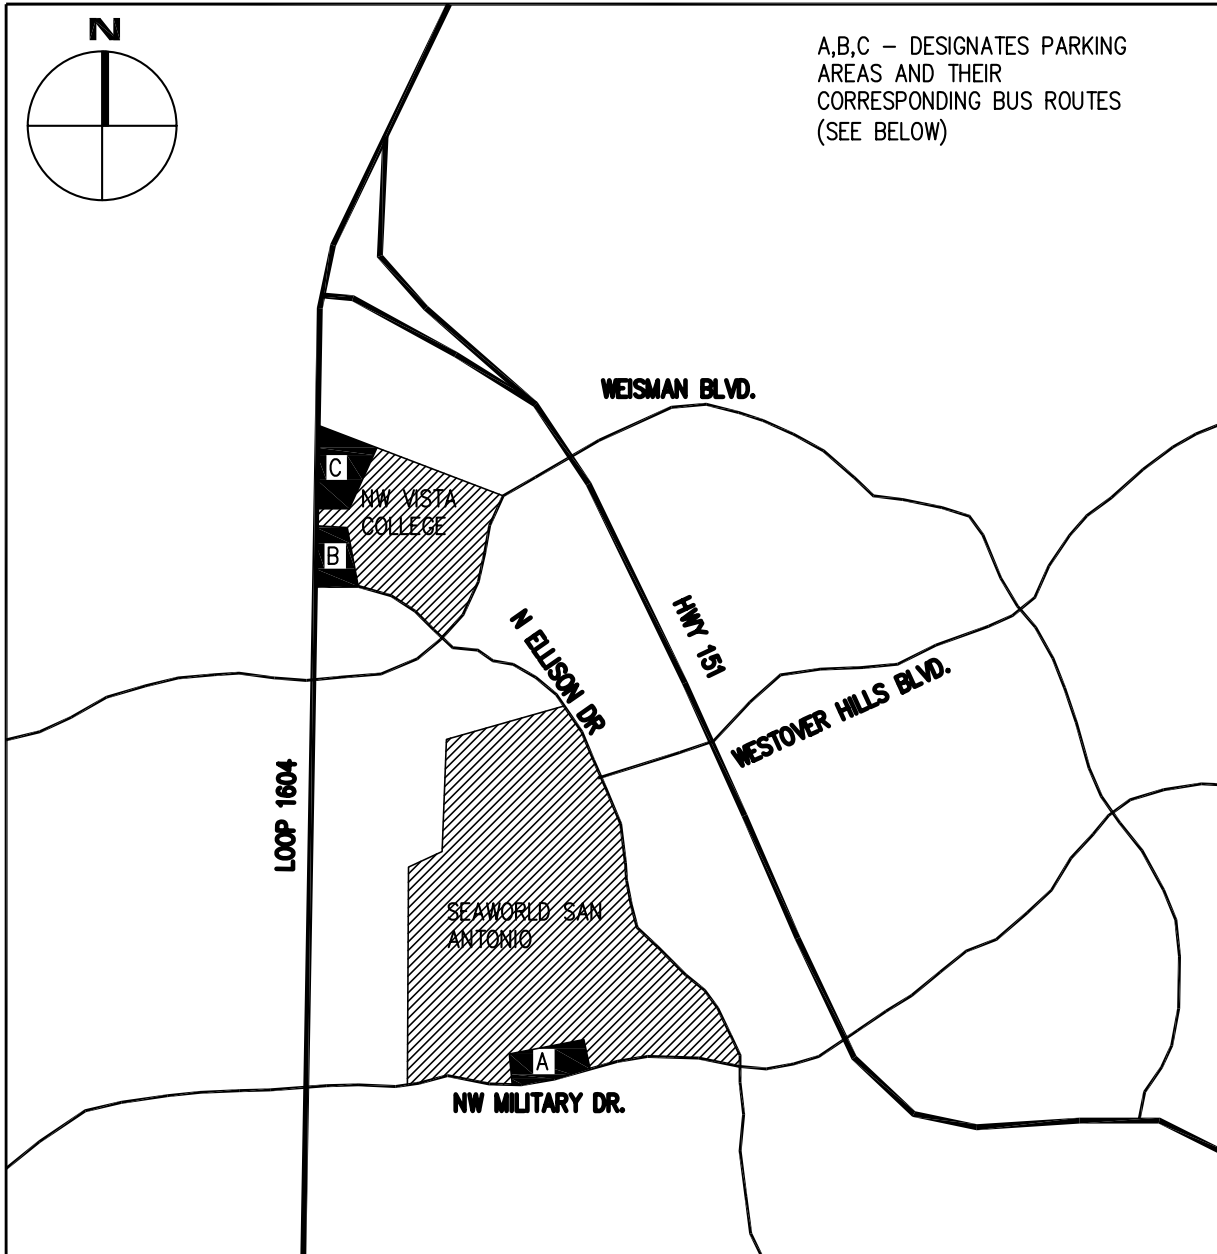 N
A,B,C – DESIGNATES PARKING
AREAS AND THEIR
CORRESPONDING BUS ROUTES
(SEE BELOW)
WEISMAN BLVD.
C
NW VISTA
COLLEGE
B
N ELLISON DR
HWY 151
WESTOVER HILLS BLVD.
LOOP 1604
SEAWORLD SAN
ANTONIO
A
NW MILITARY DR.